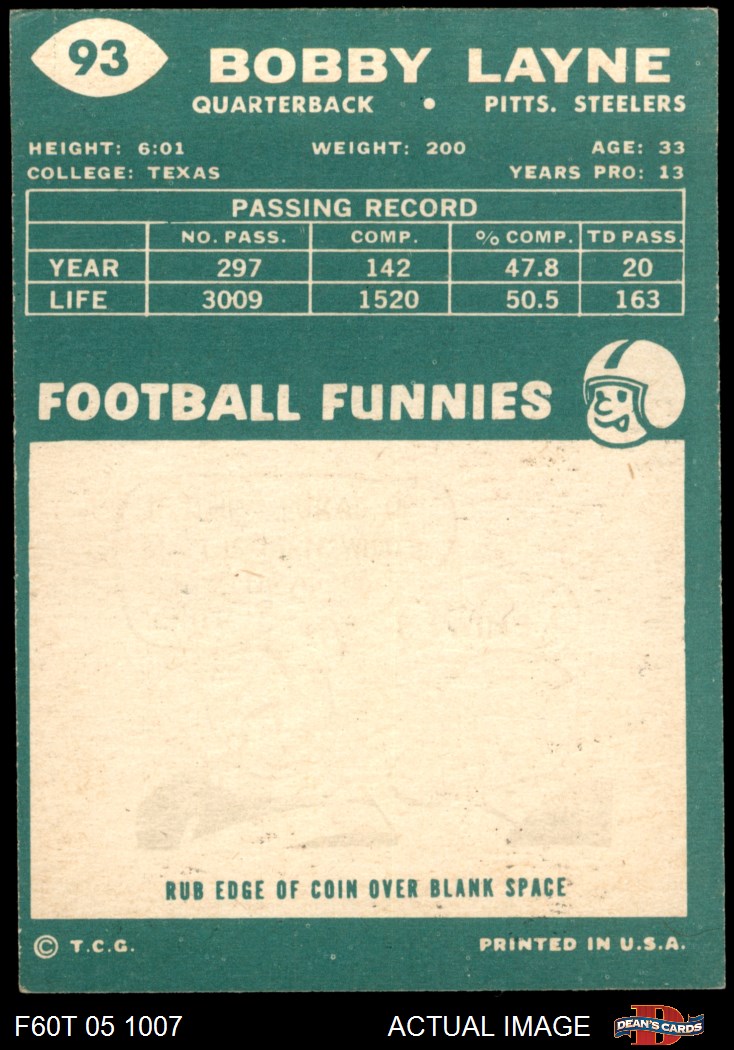 93
BOBBY LAYNE
QUARTERBACK • PITTS. STEELERS
HEIGHT: 6:01 WEIGHT: 200 AGE: 33
COLLEGE: TEXAS YEARS PRO: 13
PASSING RECORD
NO. PASS. COMP. % COMP. TD PASS.
YEAR 297 142 47.8 20
LIFE 3009 1520 50.5 163
FOOTBALL FUNNIES
RUB EDGE OF COIN OVER BLANK SPACE
© T.C.G. PRINTED IN U.S.A.
F60T 05 1007 ACTUAL IMAGE DEAN'S CARDS